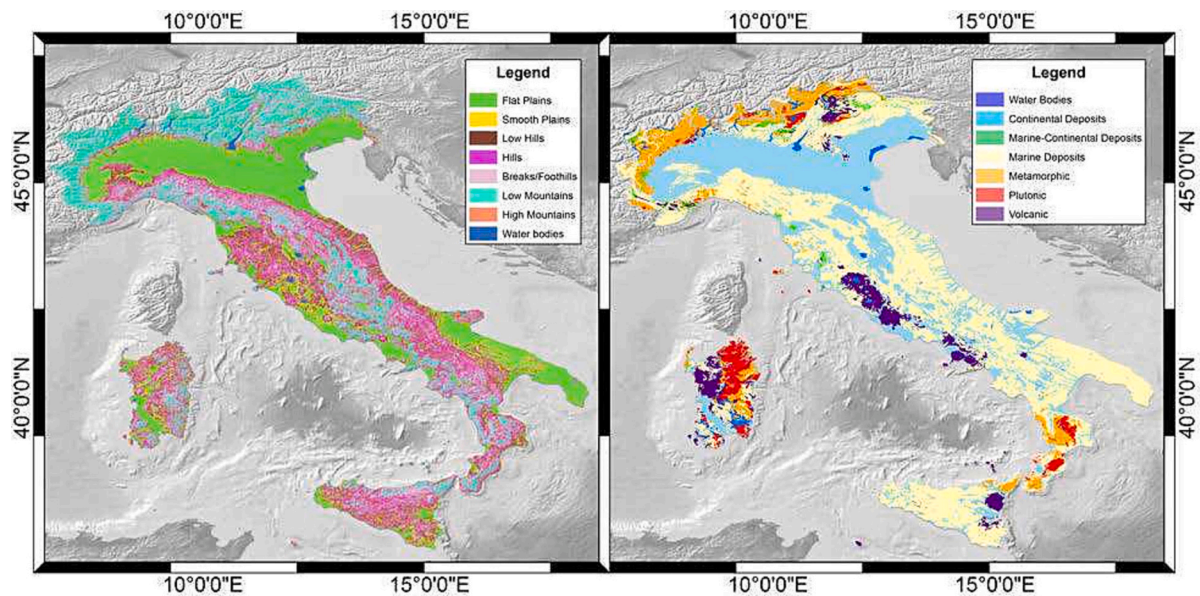 10°0'0"E 15°0'0"E 10°0'0"E 15°0'0"E
Legend
Flat Plains
Smooth Plains
Low Hills
Hills
Breaks/Foothills
Low Mountains
High Mountains
Water bodies
Legend
Water Bodies
Continental Deposits
Marine-Continental Deposits
Marine Deposits
Metamorphic
Plutonic
Volcanic
45°0'0"N
40°0'0"N
45°0'0"N
40°0'0"N
10°0'0"E 15°0'0"E 10°0'0"E 15°0'0"E